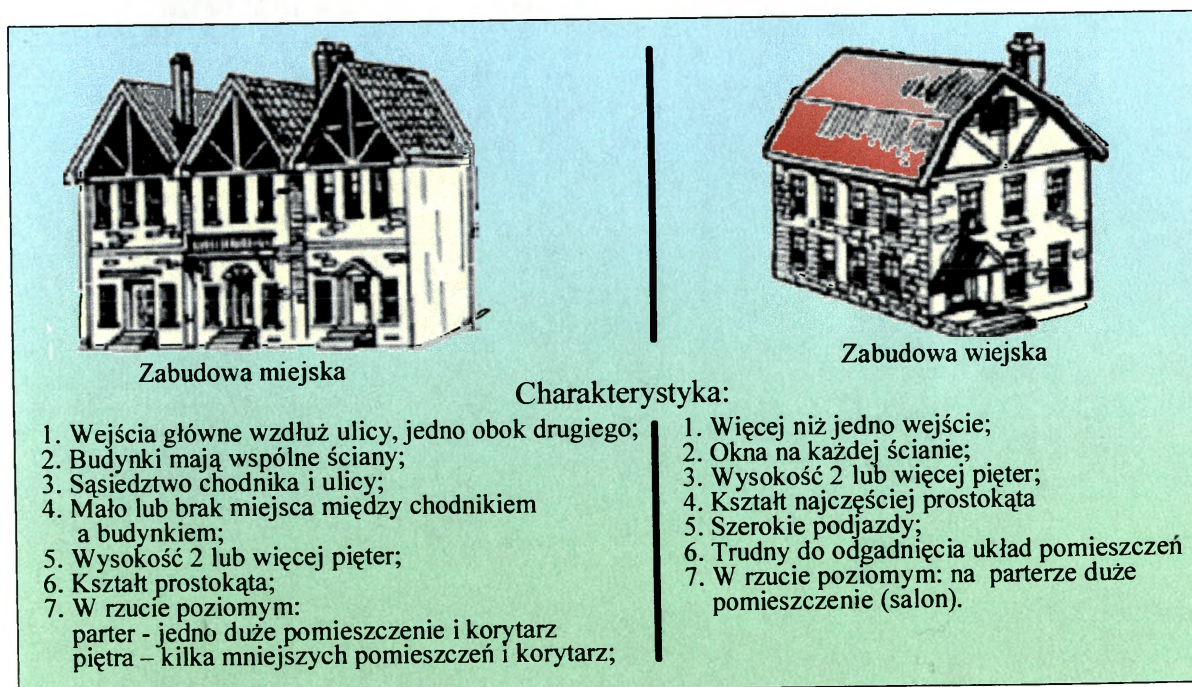 Zabudowa miejska
Zabudowa wiejska
Charakterystyka:
1. Wejścia główne wzdłuż ulicy, jedno obok drugiego;
2. Budynki mają wspólne ściany;
3. Sąsiedztwo chodnika i ulicy;
4. Mało lub brak miejsca między chodnikiem
a budynkiem;
5. Wysokość 2 lub więcej pięter;
6. Kształt prostokąta;
7. W rzucie poziomym:
parter - jedno duże pomieszczenie i korytarz
piętra – kilka mniejszych pomieszczeń i korytarz;
1. Więcej niż jedno wejście;
2. Okna na każdej ścianie;
3. Wysokość 2 lub więcej pięter;
4. Kształt najczęściej prostokąta
5. Szerokie podjazdy;
6. Trudny do odgadnięcia układ pomieszczeń
7. W rzucie poziomym: na parterze duże
pomieszczenie (salon).